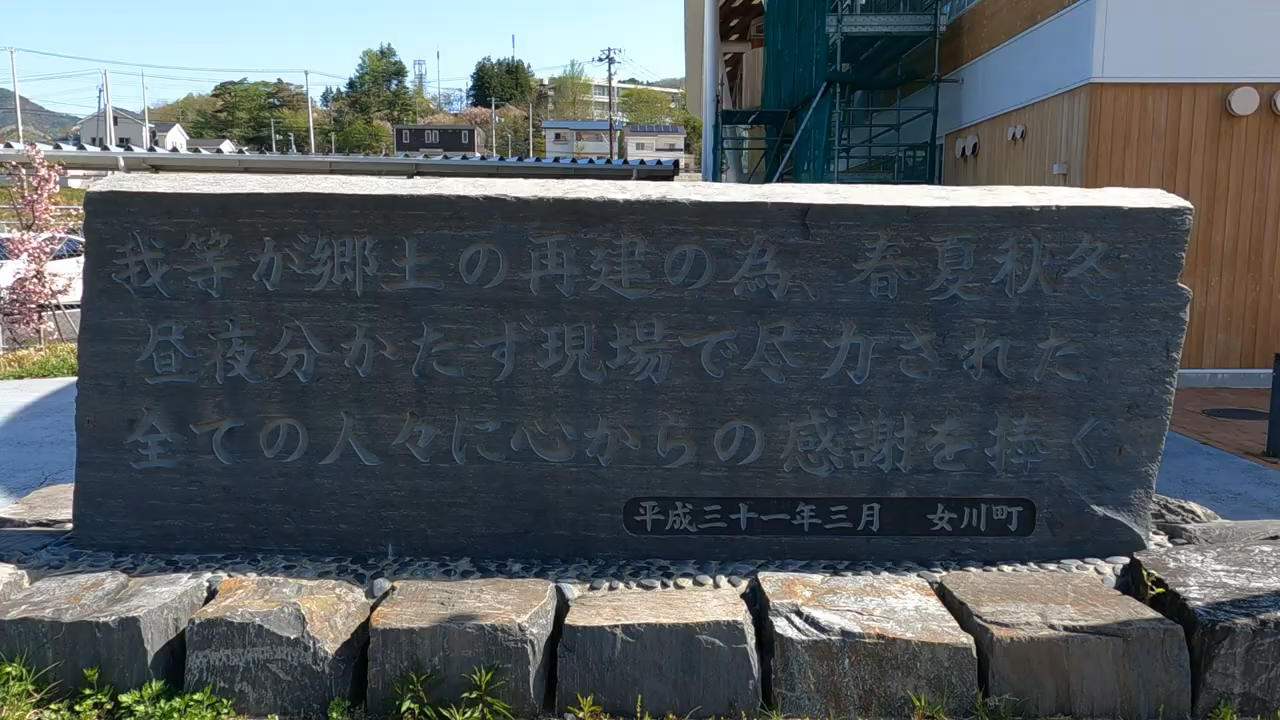 我等が郷土の再建の為、春夏秋冬
昼夜分かたず現場で尽力された
全ての人々に心からの感謝を捧ぐ
平成三十一年三月　女川町